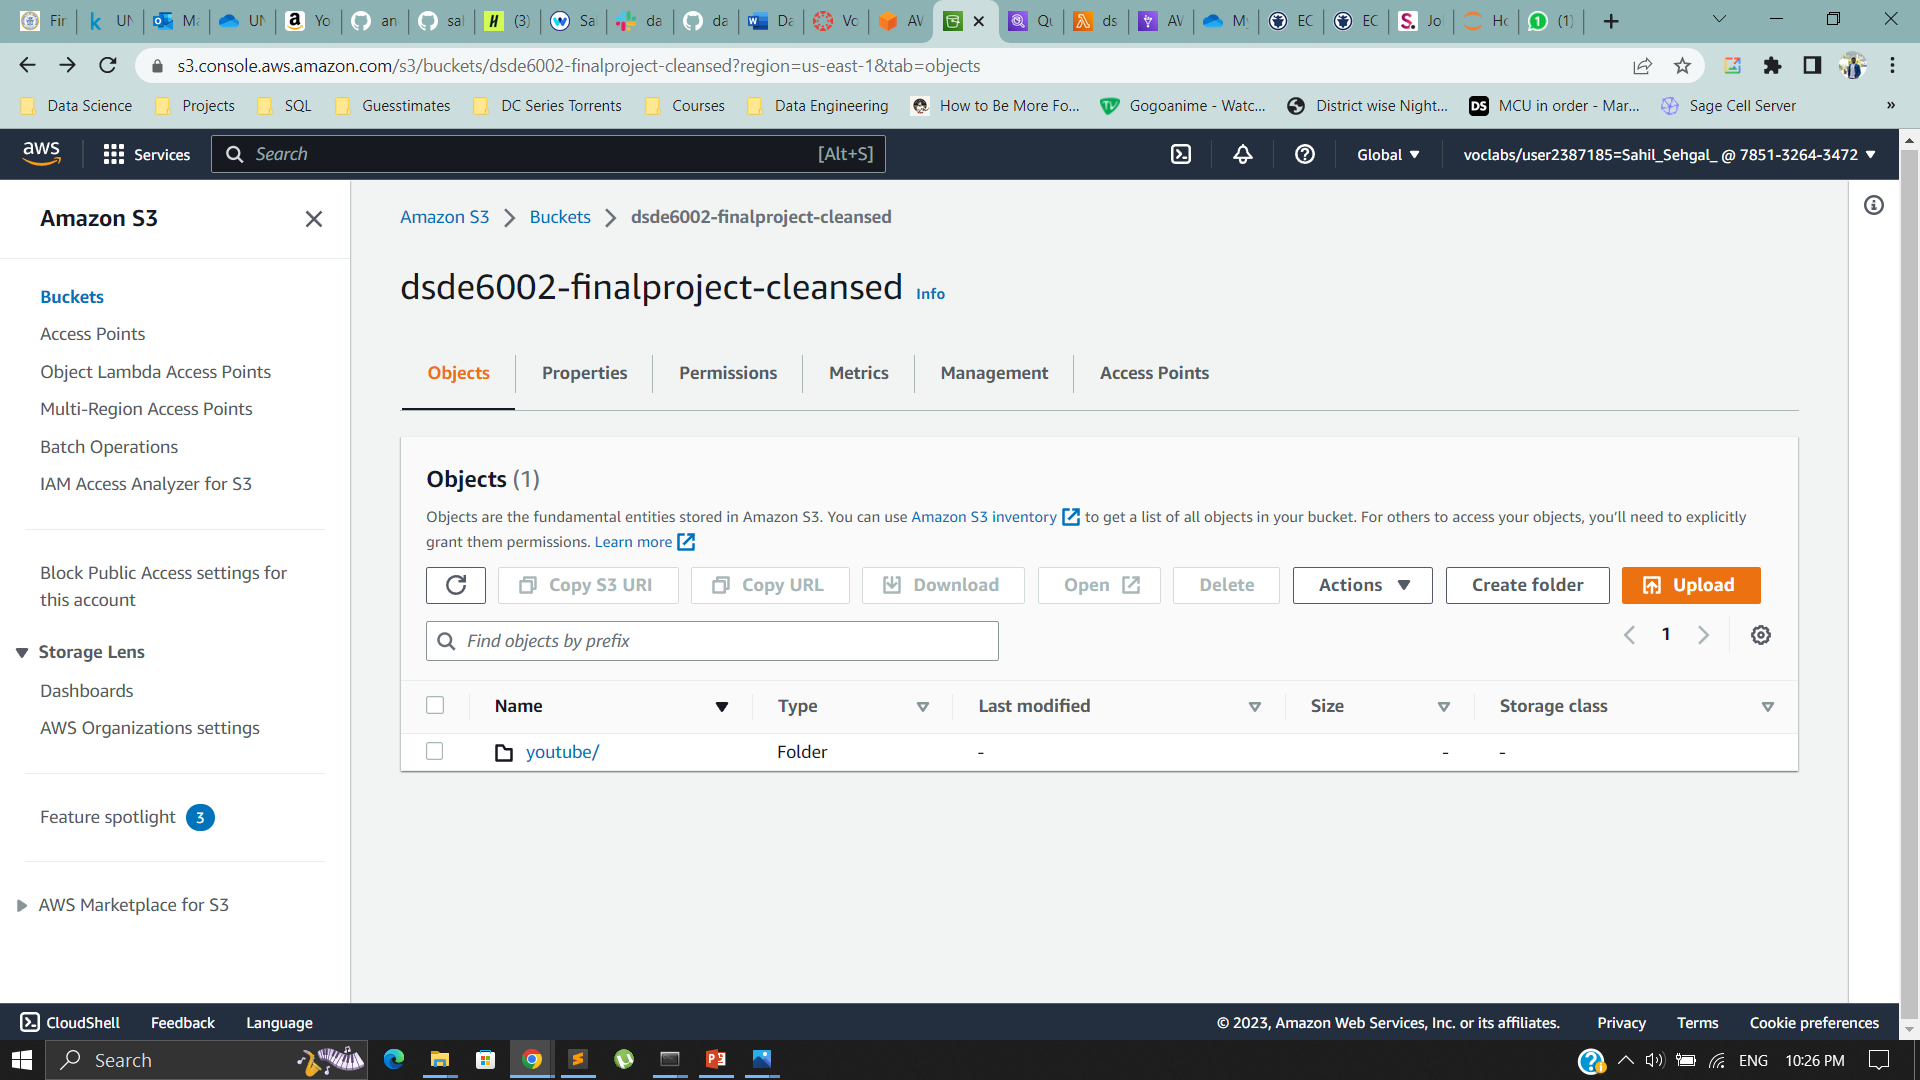 Fir
UN
Ma
UN
Yo
an
sal
(3)
Sa
da
da
Da
Vo
AW
Qu
ds
AW
My
EC
EC
Jo
Ho
(1)
s3.console.aws.amazon.com/s3/buckets/dsde6002-finalproject-cleansed?region=us-east-1&tab=objects
Data Science
Projects
SQL
Guesstimates
DC Series Torrents
Courses
Data Engineering
How to Be More Fo...
Gogoanime - Watc...
District wise Night...
DS
MCU in order - Mar...
Sage Cell Server
»
aws
Services
Search
[Alt+S]
Global
voclabs/user2387185=Sahil_Sehgal_ @ 7851-3264-3472
Amazon S3
Buckets
Access Points
Object Lambda Access Points
Multi-Region Access Points
Batch Operations
IAM Access Analyzer for S3
Block Public Access settings for
this account
Storage Lens
Dashboards
AWS Organizations settings
Feature spotlight 3
AWS Marketplace for S3
Amazon S3 > Buckets > dsde6002-finalproject-cleansed
dsde6002-finalproject-cleansed Info
Objects
Properties
Permissions
Metrics
Management
Access Points
Objects (1)
Objects are the fundamental entities stored in Amazon S3. You can use Amazon S3 inventory to get a list of all objects in your bucket. For others to access your objects, you'll need to explicitly
grant them permissions. Learn more
Copy S3 URI
Copy URL
Download
Open
Delete
Actions
Create folder
Upload
Find objects by prefix
1
Name
Type
Last modified
Size
Storage class
youtube/
Folder
-
-
-
CloudShell
Feedback
Language
© 2023, Amazon Web Services, Inc. or its affiliates.
Privacy
Terms
Cookie preferences
Search
ENG
10:26 PM